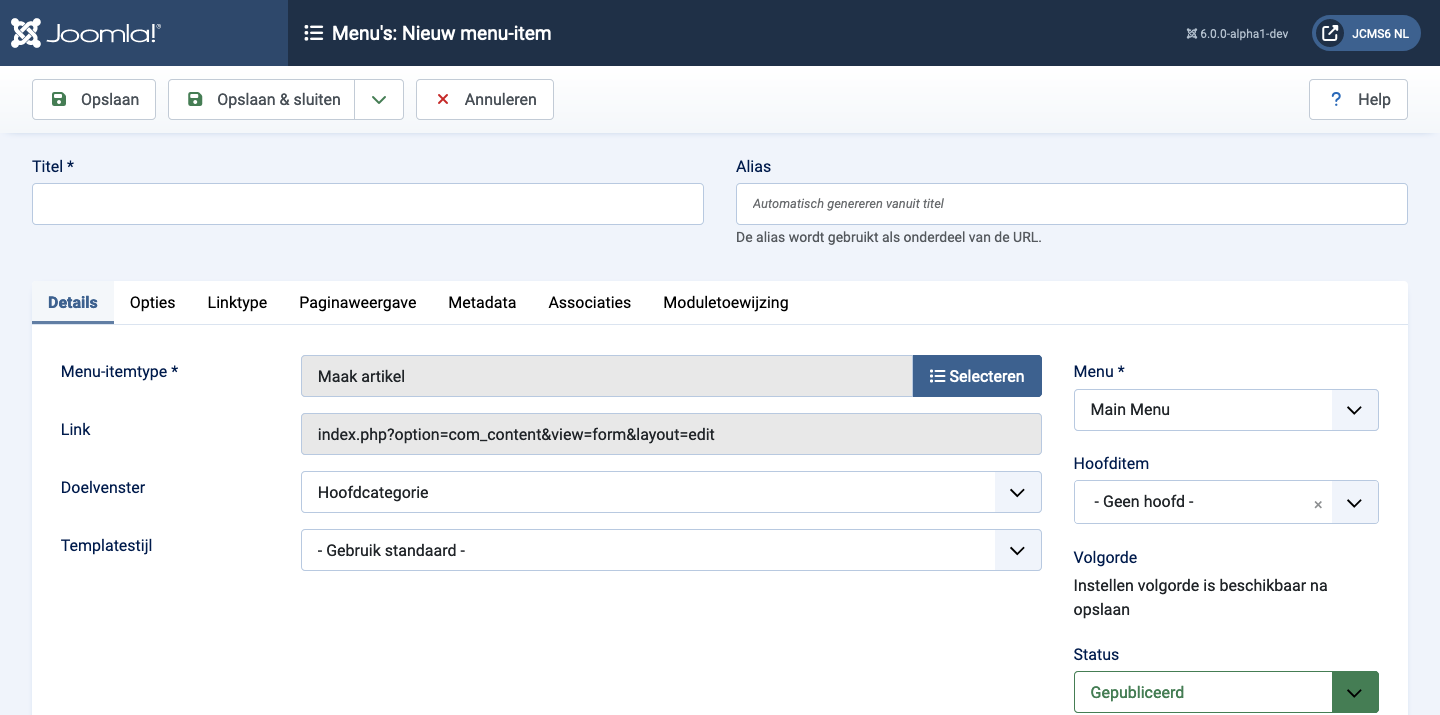 Joomla!®
Menu's: Nieuw menu-item
6.0.0-alpha1-dev
JCMS6 NL
Opslaan
Opslaan & sluiten
Annuleren
? Help
Titel *
Alias
Automatisch genereren vanuit titel
De alias wordt gebruikt als onderdeel van de URL.
Details Opties Linktype Paginaweergave Metadata Associaties Moduletoewijzing
Menu-itemtype *
Maak artikel
Selecteren
Link
index.php?option=com_content&view=form&layout=edit
Doelvenster
Hoofdcategorie
Templatestijl
- Gebruik standaard -
Menu *
Main Menu
Hoofditem
- Geen hoofd - ×
Volgorde
Instellen volgorde is beschikbaar na
opslaan
Status
Gepubliceerd